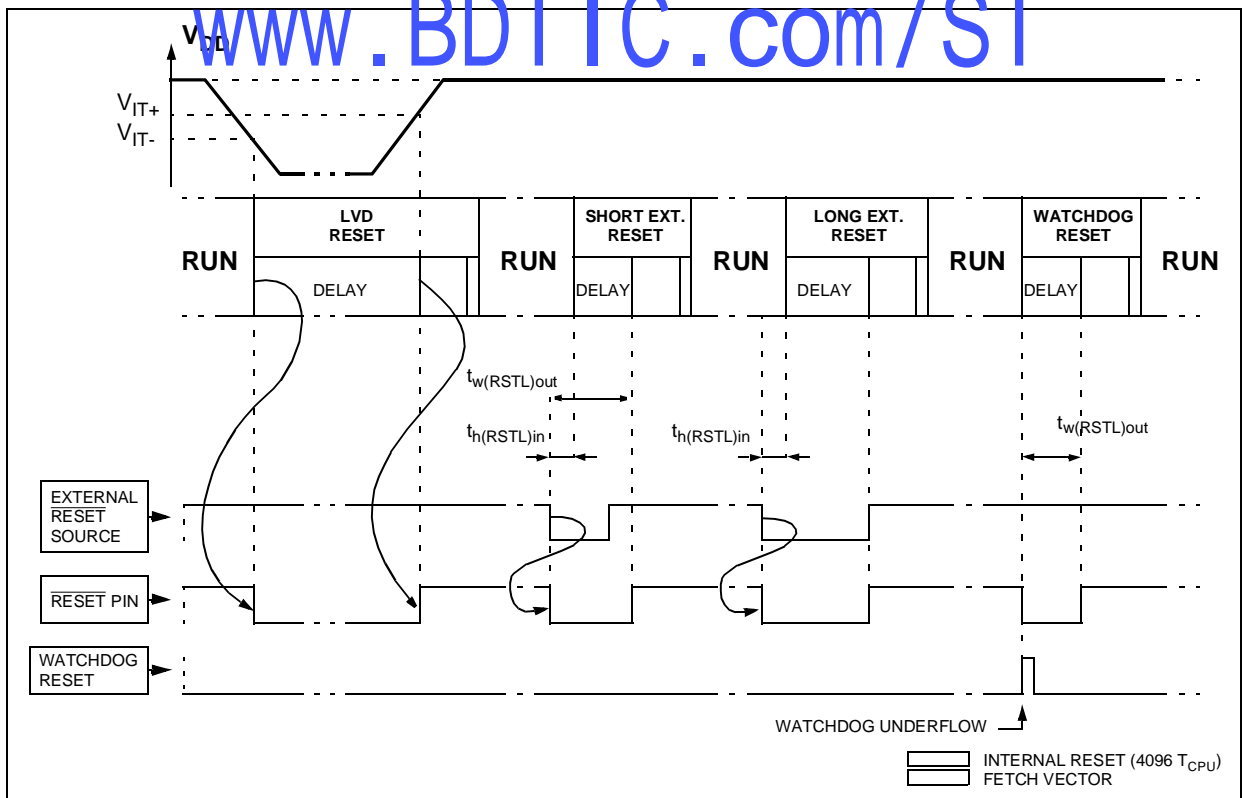 www.BDTIC.com/ST
VDD
VIT+
VIT-
LVD
RESET
SHORT EXT.
RESET
LONG EXT.
RESET
WATCHDOG
RESET
RUN
RUN
RUN
RUN
RUN
DELAY
DELAY
DELAY
DELAY
tw(RSTL)out
th(RSTL)in
th(RSTL)in
tw(RSTL)out
EXTERNAL
RESET
SOURCE
RESET PIN
WATCHDOG
RESET
WATCHDOG UNDERFLOW
INTERNAL RESET (4096 TCPU)
FETCH VECTOR